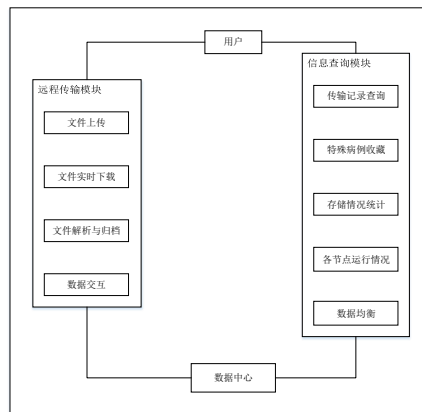 用户
远程传输模块
文件上传
文件实时下载
文件解析与归档
数据交互
信息查询模块
传输记录查询
特殊病例收藏
存储情况统计
各节点运行情况
数据均衡
数据中心